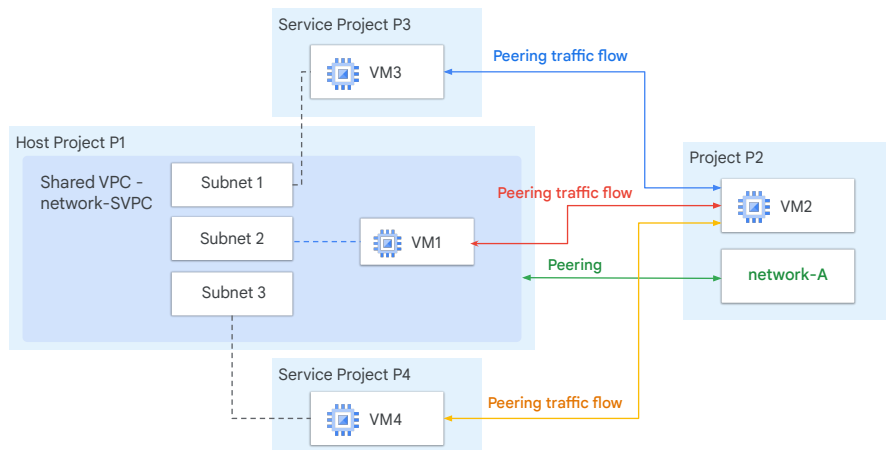 Service Project P3
VM3
Peering traffic flow
Host Project P1
Shared VPC -
network-SVPC
Subnet 1
Subnet 2
Subnet 3
VM1
Peering traffic flow
Peering
Project P2
VM2
network-A
Service Project P4
VM4
Peering traffic flow